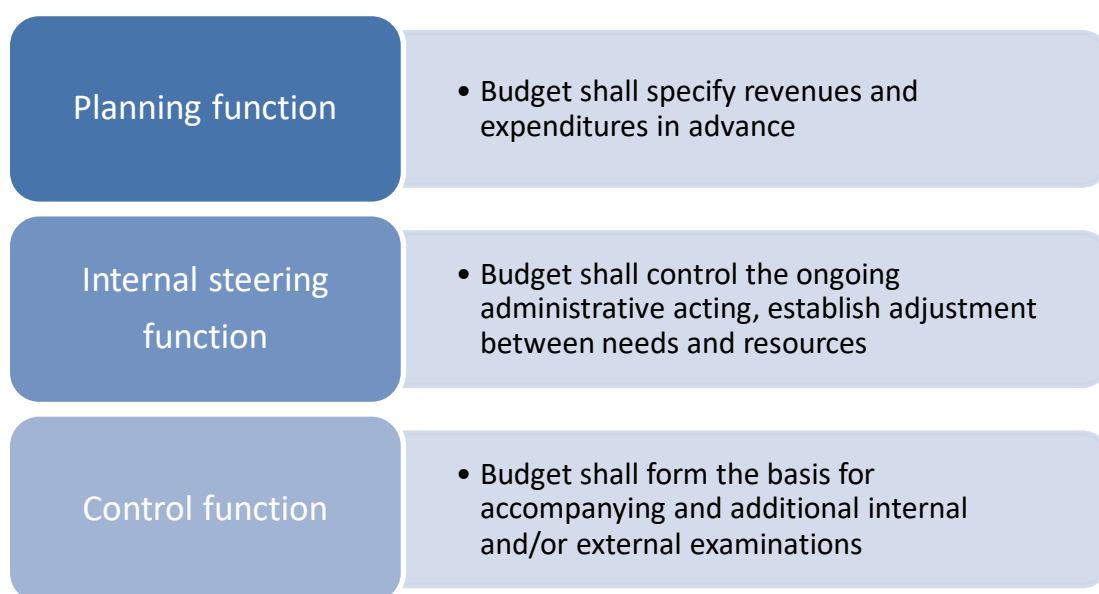 Planning function
• Budget shall specify revenues and
expenditures in advance
Internal steering
function
• Budget shall control the ongoing
administrative acting, establish adjustment
between needs and resources
Control function
• Budget shall form the basis for
accompanying and additional internal
and/or external examinations